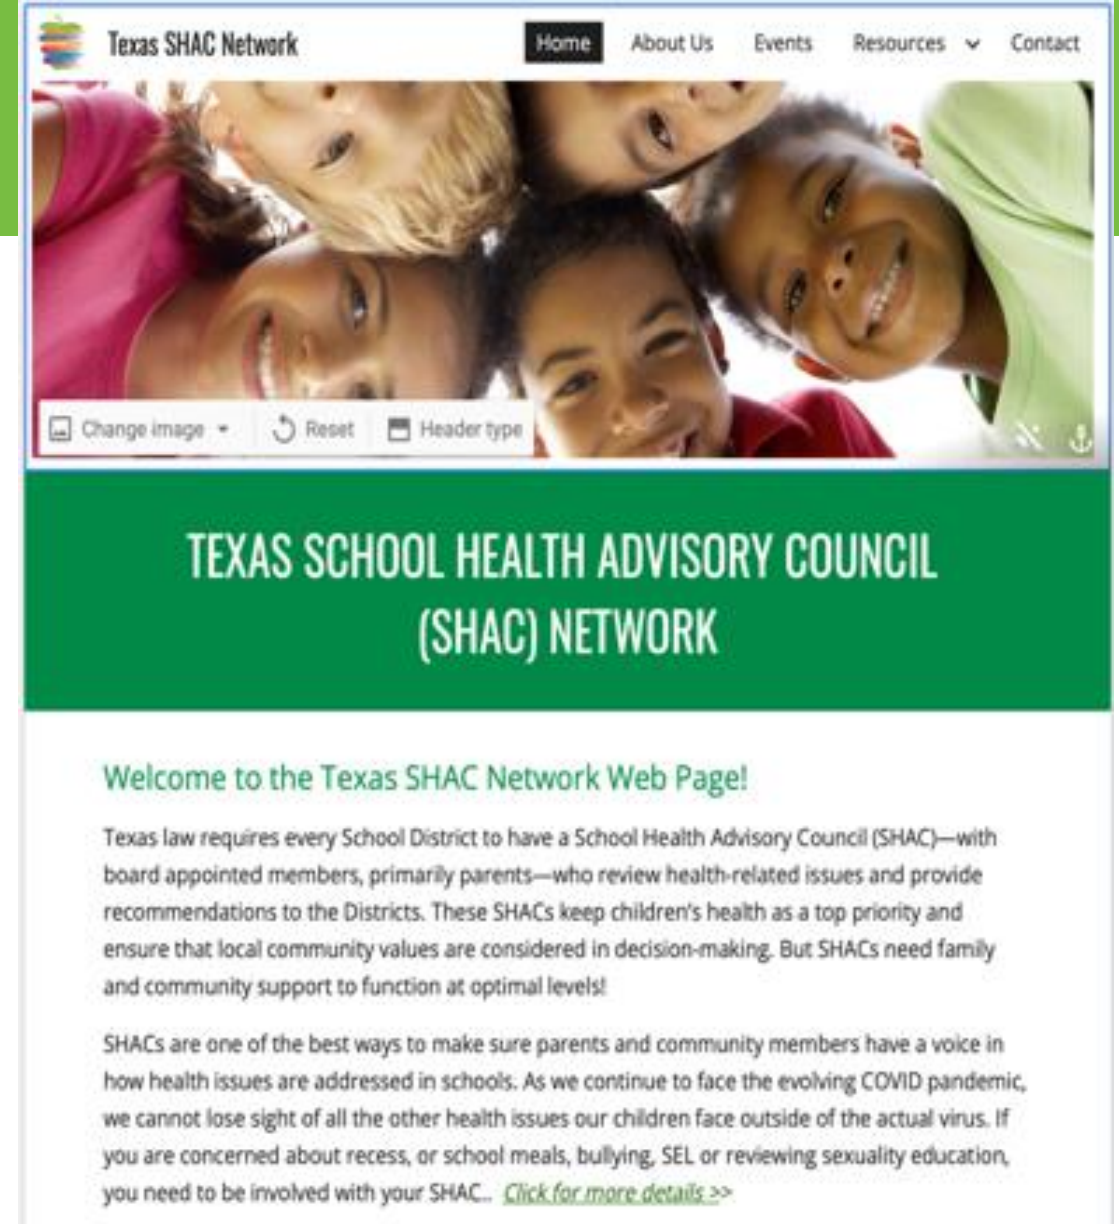 Texas SHAC Network
Home About Us Events Resources Contact
Change image Reset Header type
TEXAS SCHOOL HEALTH ADVISORY COUNCIL
(SHAC) NETWORK
Welcome to the Texas SHAC Network Web Page!
Texas law requires every School District to have a School Health Advisory Council (SHAC)—with
board appointed members, primarily parents—who review health-related issues and provide
recommendations to the Districts. These SHACs keep children's health as a top priority and
ensure that local community values are considered in decision-making. But SHACs need family
and community support to function at optimal levels!
SHACs are one of the best ways to make sure parents and community members have a voice in
how health issues are addressed in schools. As we continue to face the evolving COVID pandemic,
we cannot lose sight of all the other health issues our children face outside of the actual virus. If
you are concerned about recess, or school meals, bullying, SEL or reviewing sexuality education,
you need to be involved with your SHAC.. Click for more details >>